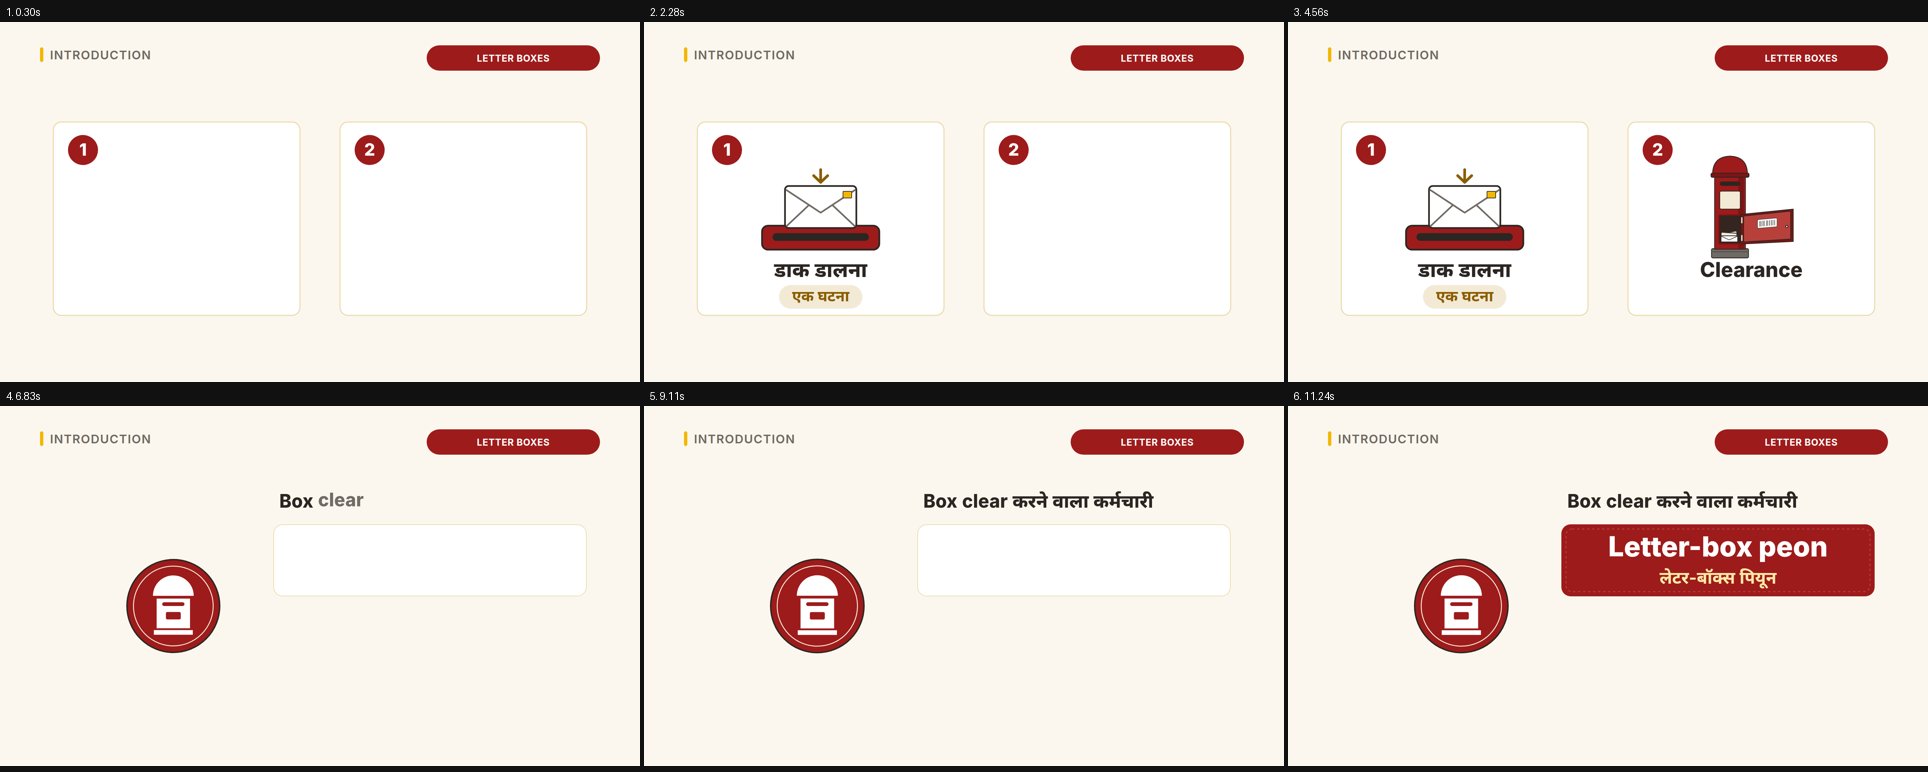 1. 0.30s
INTRODUCTION
LETTER BOXES
1
2
2. 2.28s
INTRODUCTION
LETTER BOXES
1
2
डाक डालना
एक घटना
3. 4.56s
INTRODUCTION
LETTER BOXES
1
2
डाक डालना
एक घटना
Clearance
4. 6.83s
INTRODUCTION
LETTER BOXES
Box clear
5. 9.11s
INTRODUCTION
LETTER BOXES
Box clear करने वाला कर्मचारी
6. 11.24s
INTRODUCTION
LETTER BOXES
Box clear करने वाला कर्मचारी
Letter-box peon
लेटर-बॉक्स पियून